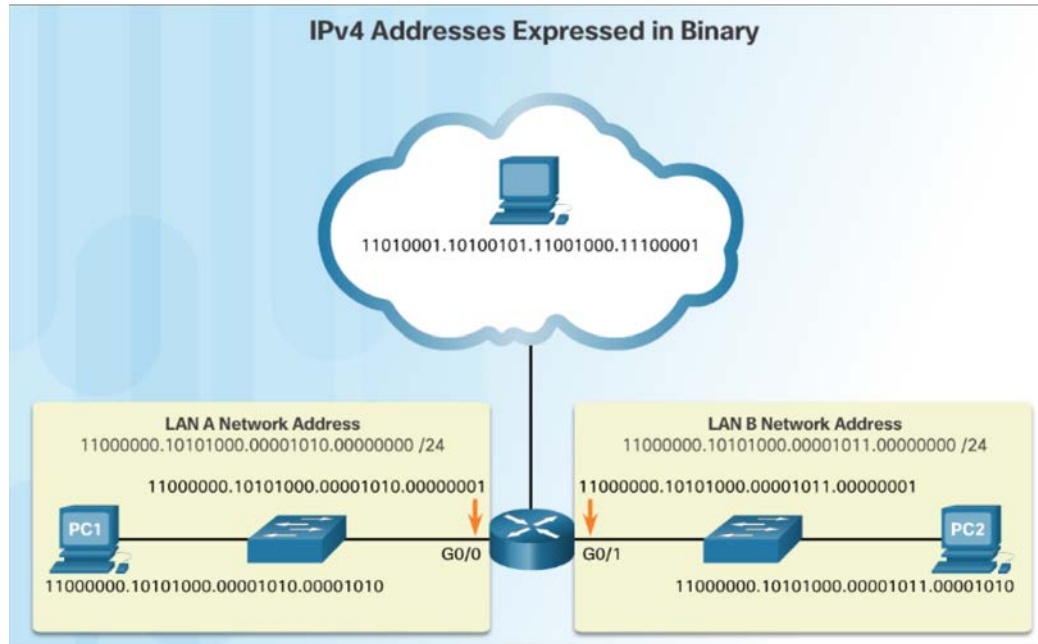 IPv4 Addresses Expressed in Binary
11010001.10100101.11001000.11100001
LAN A Network Address
11000000.10101000.00001010.00000000 /24
11000000.10101000.00001010.00000001
PC1
G0/0
11000000.10101000.00001010.00001010
LAN B Network Address
11000000.10101000.00001011.00000000 /24
11000000.10101000.00001011.00000001
G0/1
PC2
11000000.10101000.00001011.00001010